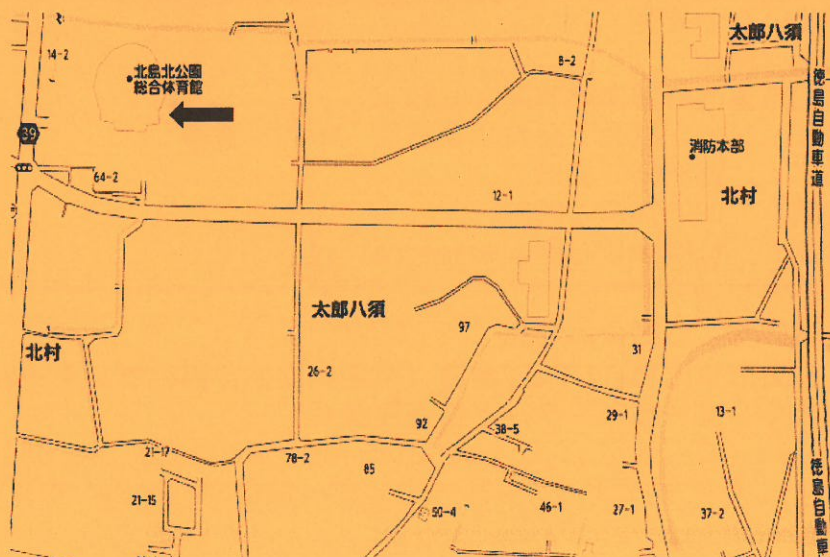 太郎八須
14-2
北島北公園
総合体育館
8-2
徳島自動車道
39
消防本部
64-2
12-1
北村
太郎八須
97
31
北村
26-2
92
38-5
29-1
13-1
21-17
78-2
85
21-15
50-4
46-1
27-1
37-2
徳島自動車